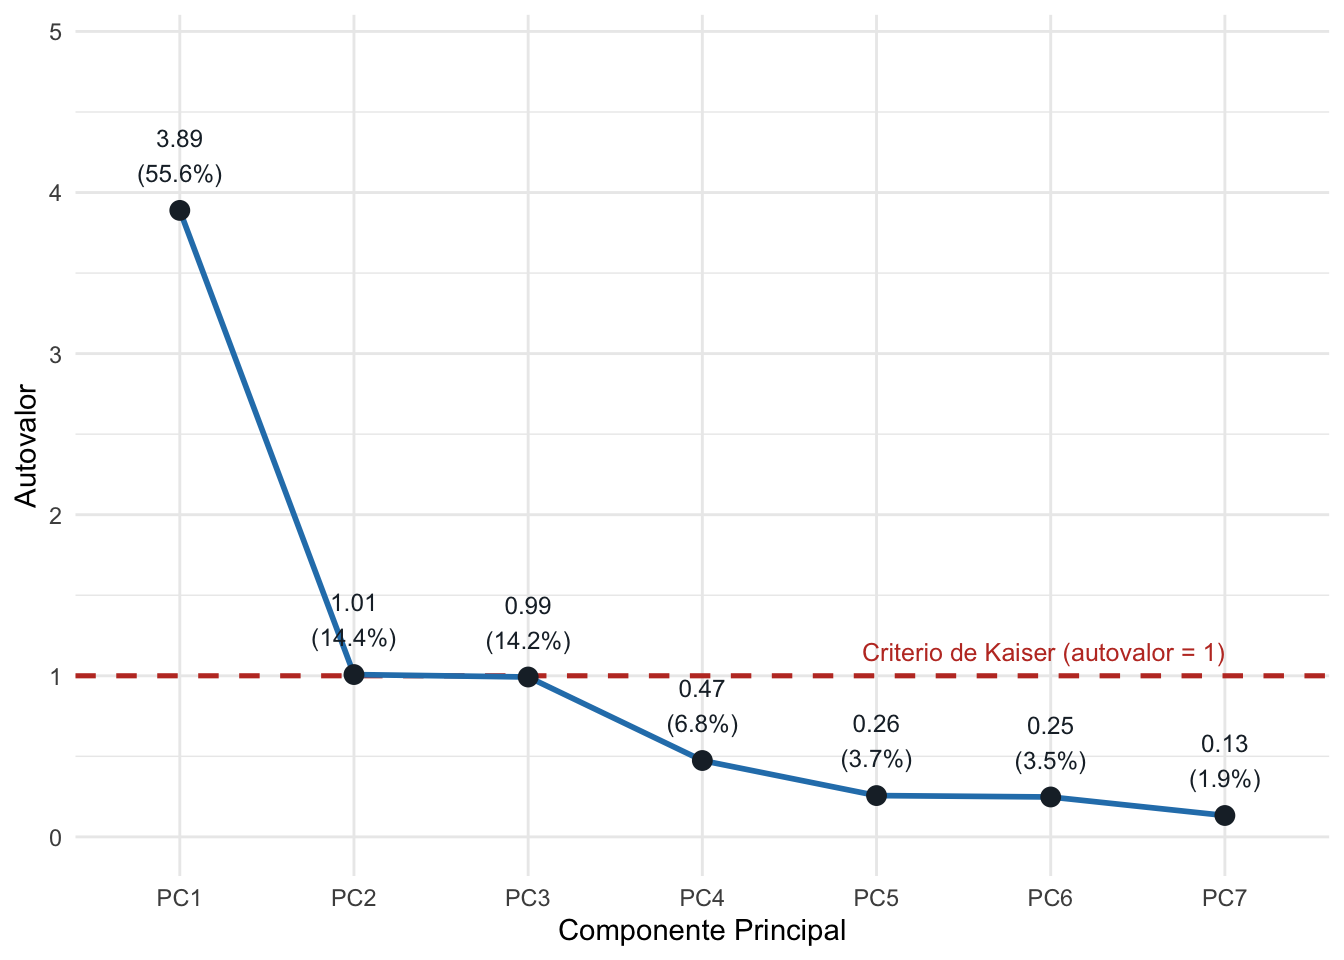 5
4
3
2
1
0
Autovalor
3.89
(55.6%)
1.01
(14.4%)
0.99
(14.2%)
0.47
(6.8%)
0.26
(3.7%)
0.25
(3.5%)
0.13
(1.9%)
Criterio de Kaiser (autovalor = 1)
PC1
PC2
PC3
PC4
PC5
PC6
PC7
Componente Principal